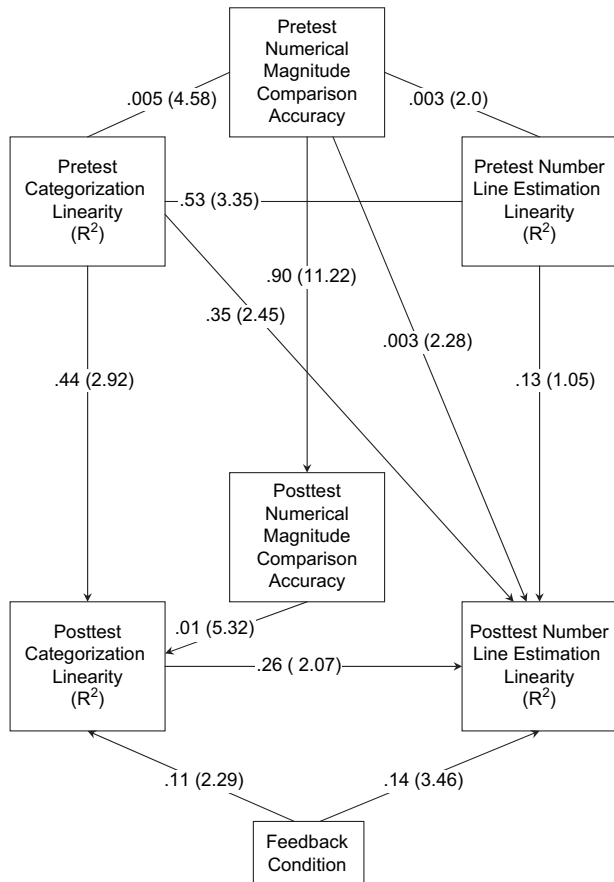 Pretest
Numerical
Magnitude
Comparison
Accuracy
.005 (4.58)
.003 (2.0)
Pretest
Categorization
Linearity
(R²)
.53 (3.35)
Pretest Number
Line Estimation
Linearity
(R²)
.90 (11.22)
.35 (2.45)
.003 (2.28)
.44 (2.92)
.13 (1.05)
Posttest
Numerical
Magnitude
Comparison
Accuracy
.01 (5.32)
Posttest
Categorization
Linearity
(R²)
.26 ( 2.07)
Posttest Number
Line Estimation
Linearity
(R²)
.11 (2.29)
.14 (3.46)
Feedback
Condition